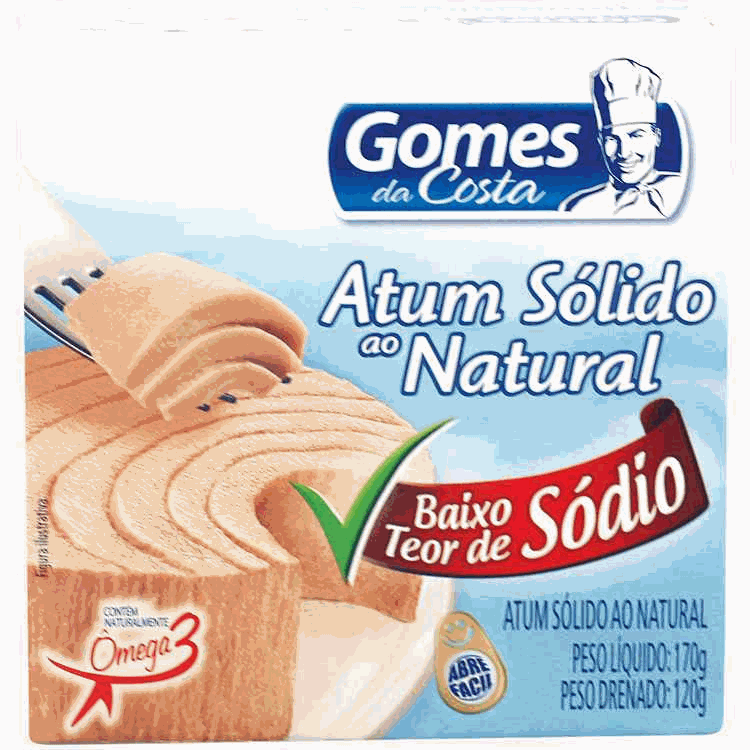 Gomes
da Costa
Atum Sólido
ao Natural
Baixo
Teor de Sódio
Figura ilustrativa.
CONTÉM
NATURALMENTE
Ômega 3
ABRE
FÁCIL
ATUM SÓLIDO AO NATURAL
PESO LÍQUIDO: 170g
PESO DRENADO: 120g